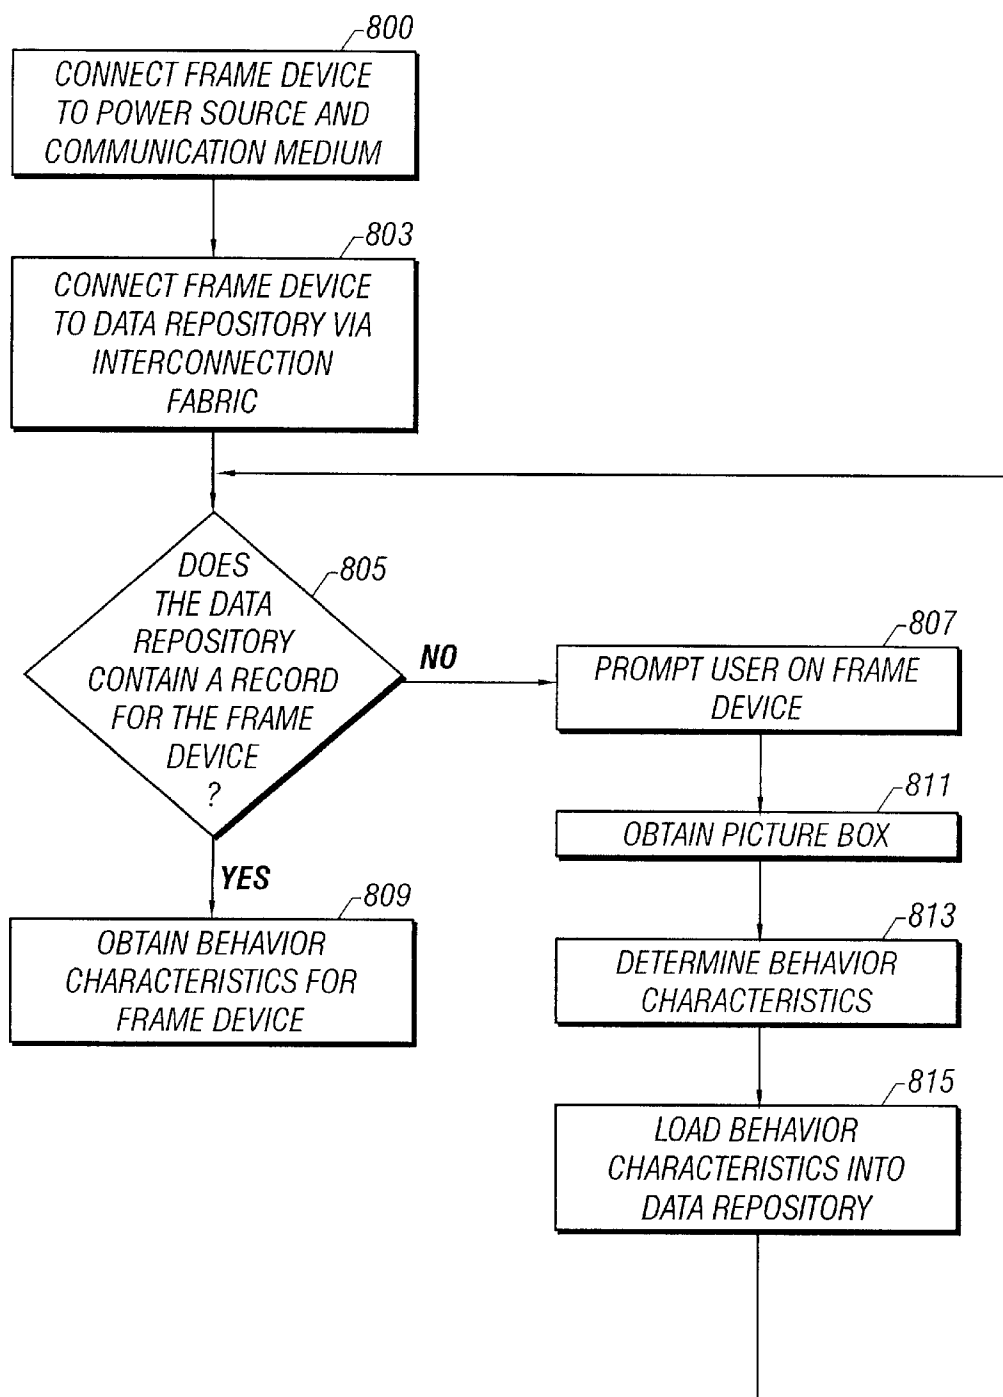 800
CONNECT FRAME DEVICE
TO POWER SOURCE AND
COMMUNICATION MEDIUM
803
CONNECT FRAME DEVICE
TO DATA REPOSITORY VIA
INTERCONNECTION
FABRIC
805
DOES
THE DATA
REPOSITORY
CONTAIN A RECORD
FOR THE FRAME
DEVICE
?
NO
YES
807
PROMPT USER ON FRAME
DEVICE
811
OBTAIN PICTURE BOX
809
OBTAIN BEHAVIOR
CHARACTERISTICS FOR
FRAME DEVICE
813
DETERMINE BEHAVIOR
CHARACTERISTICS
815
LOAD BEHAVIOR
CHARACTERISTICS INTO
DATA REPOSITORY